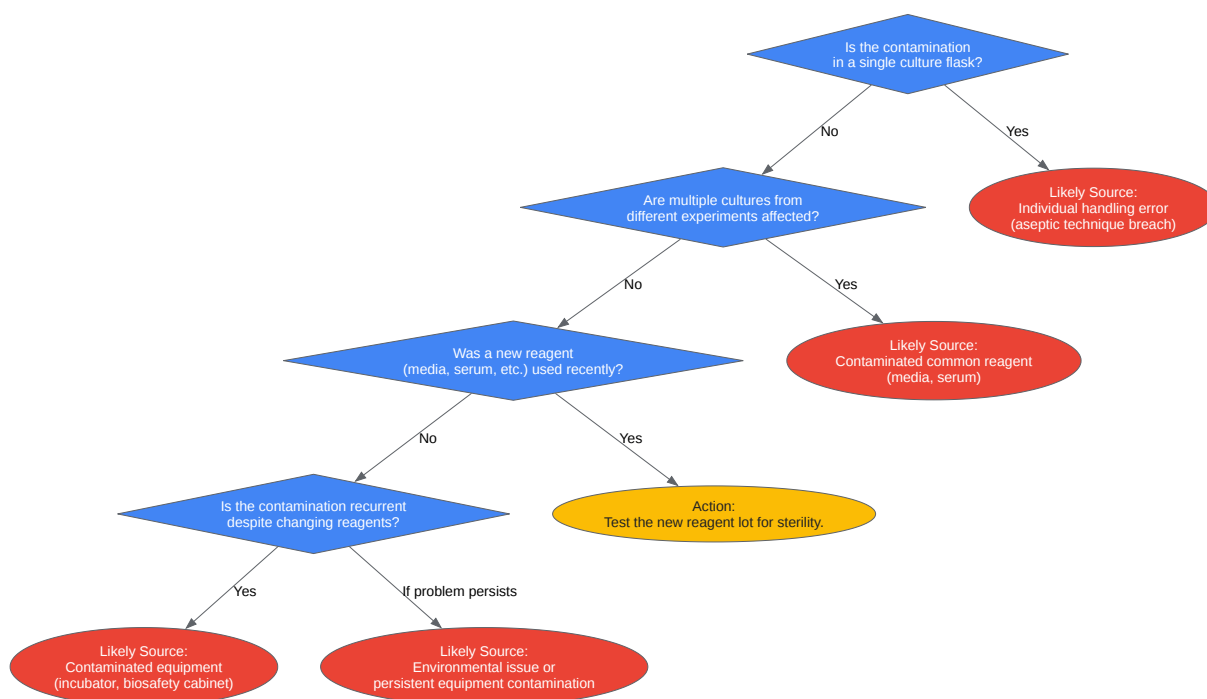 Is the contamination
in a single culture flask?
No
Yes
Likely Source:
Individual handling error
(aseptic technique breach)
Are multiple cultures from
different experiments affected?
No
Yes
Likely Source:
Contaminated common reagent
(media, serum)
Was a new reagent
(media, serum, etc.) used recently?
No
Yes
Action:
Test the new reagent lot for sterility.
Is the contamination recurrent
despite changing reagents?
Yes
If problem persists
Likely Source:
Contaminated equipment
(incubator, biosafety cabinet)
Likely Source:
Environmental issue or
persistent equipment contamination